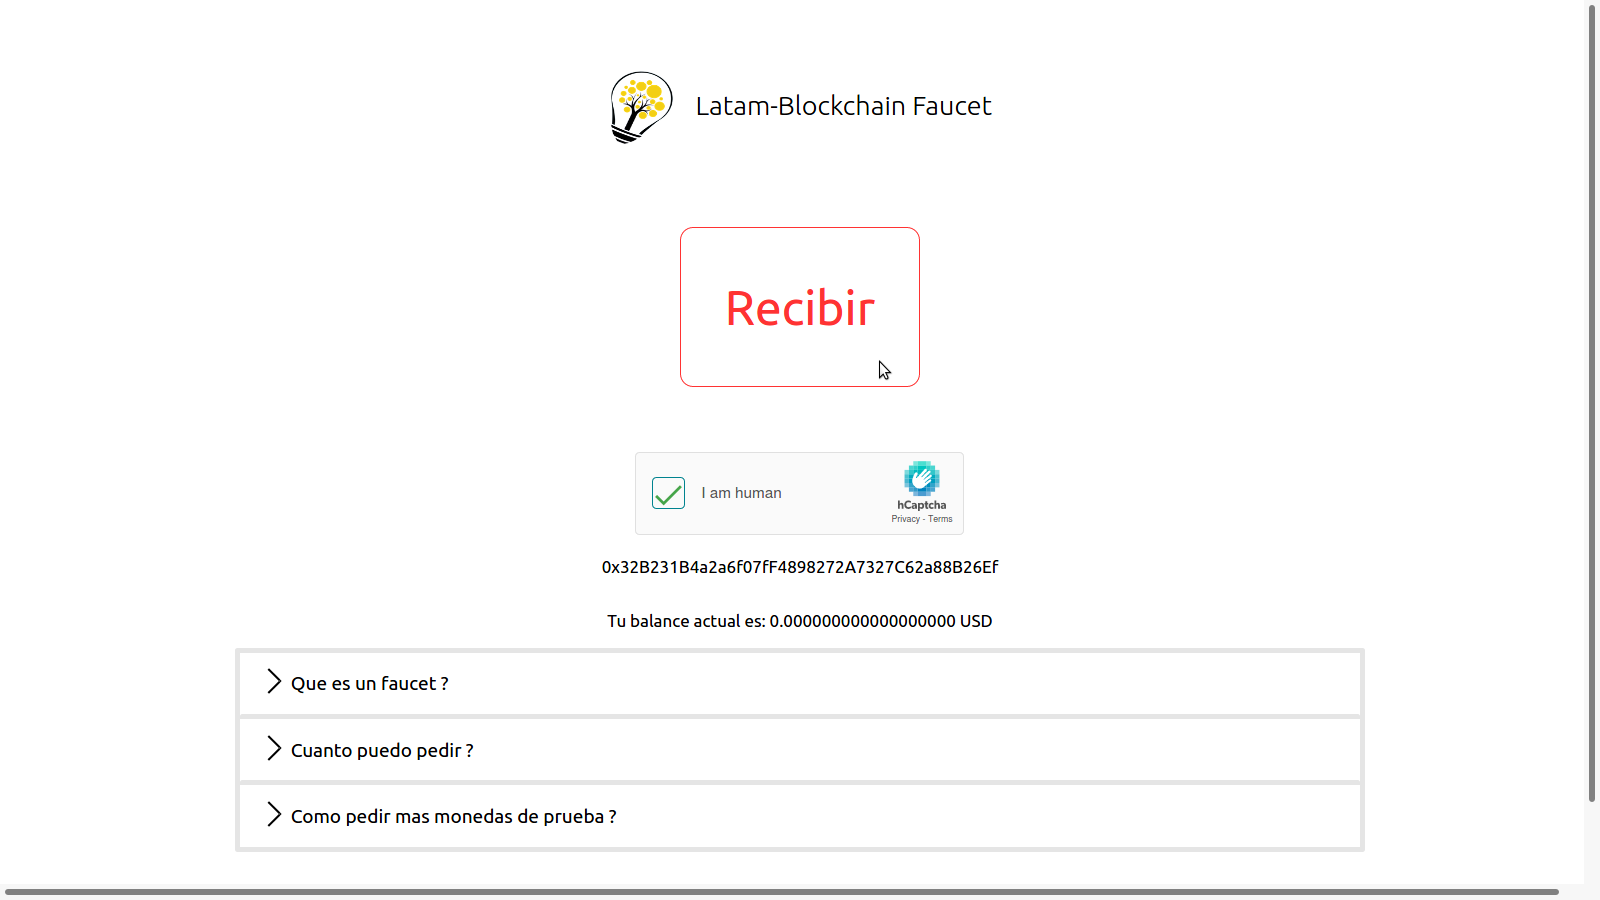 Latam-Blockchain Faucet
Recibir
I am human
hCaptcha
Privacy - Terms
0x32B231B4a2a6f07fF4898272A7327C62a88B26Ef
Tu balance actual es: 0.000000000000000000 USD
Que es un faucet ?
Cuanto puedo pedir ?
Como pedir mas monedas de prueba ?